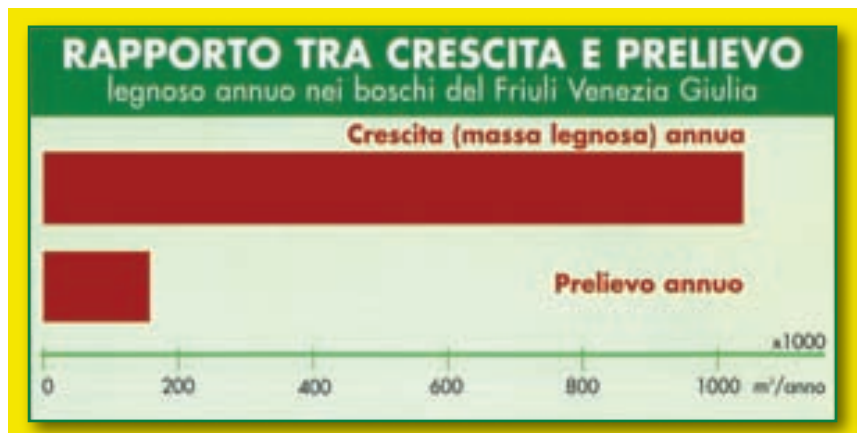 RAPPORTO TRA CRESCITA E PRELIEVO
legnoso annuo nei boschi del Friuli Venezia Giulia
Crescita (massa legnosa) annua
Prelievo annuo
x1000
0 200 400 600 800 1000 m³/anno